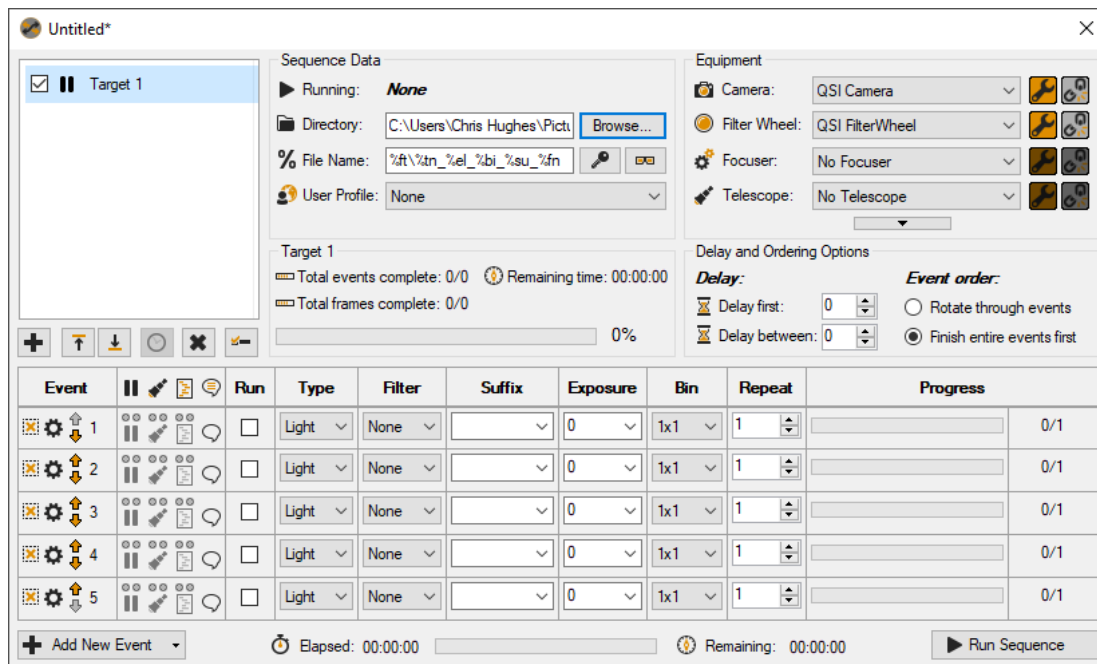 Untitled*
Target 1
Sequence Data
Running: None
Directory: C:\Users\Chris Hughes\Pictu Browse...
File Name: %ft\%tn_%el_%bi_%su_%fn
User Profile: None
Equipment
Camera: QSI Camera
Filter Wheel: QSI FilterWheel
Focuser: No Focuser
Telescope: No Telescope
Target 1
Total events complete: 0/0 Remaining time: 00:00:00
Total frames complete: 0/0
0%
Delay and Ordering Options
Delay: Event order:
Delay first: 0 Rotate through events
Delay between: 0 Finish entire events first
Event Run Type Filter Suffix Exposure Bin Repeat Progress
1 Light None 0 1x1 1 0/1
2 Light None 0 1x1 1 0/1
3 Light None 0 1x1 1 0/1
4 Light None 0 1x1 1 0/1
5 Light None 0 1x1 1 0/1
Add New Event Elapsed: 00:00:00 Remaining: 00:00:00 Run Sequence